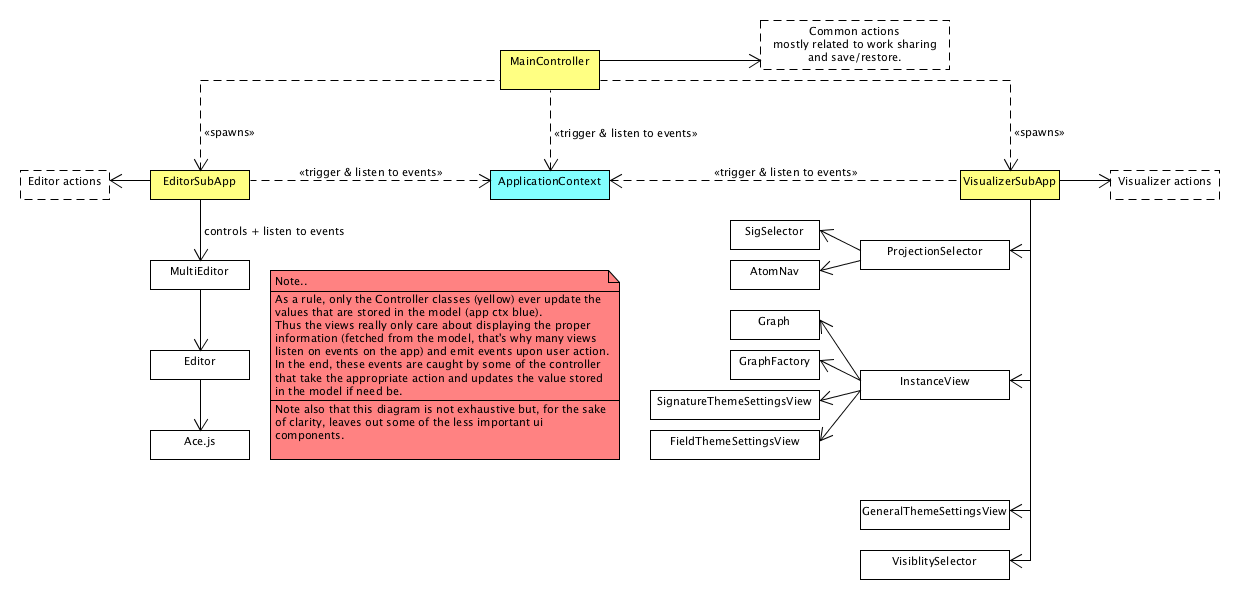 Common actions
mostly related to work sharing
and save/restore.
MainController
«spawns»
«trigger & listen to events»
«spawns»
Editor actions
EditorSubApp
«trigger & listen to events»
ApplicationContext
«trigger & listen to events»
VisualizerSubApp
Visualizer actions
controls + listen to events
SigSelector
ProjectionSelector
MultiEditor
AtomNav
Note..
As a rule, only the Controller classes (yellow) ever update the
values that are stored in the model (app ctx blue).
Thus the views really only care about displaying the proper
information (fetched from the model, that's why many views
listen on events on the app) and emit events upon user action.
In the end, these events are caught by some of the controller
that take the appropriate action and updates the value stored
in the model if need be.
Note also that this diagram is not exhaustive but, for the sake
of clarity, leaves out some of the less important ui
components.
Graph
Editor
GraphFactory
InstanceView
SignatureThemeSettingsView
Ace.js
FieldThemeSettingsView
GeneralThemeSettingsView
VisiblitySelector